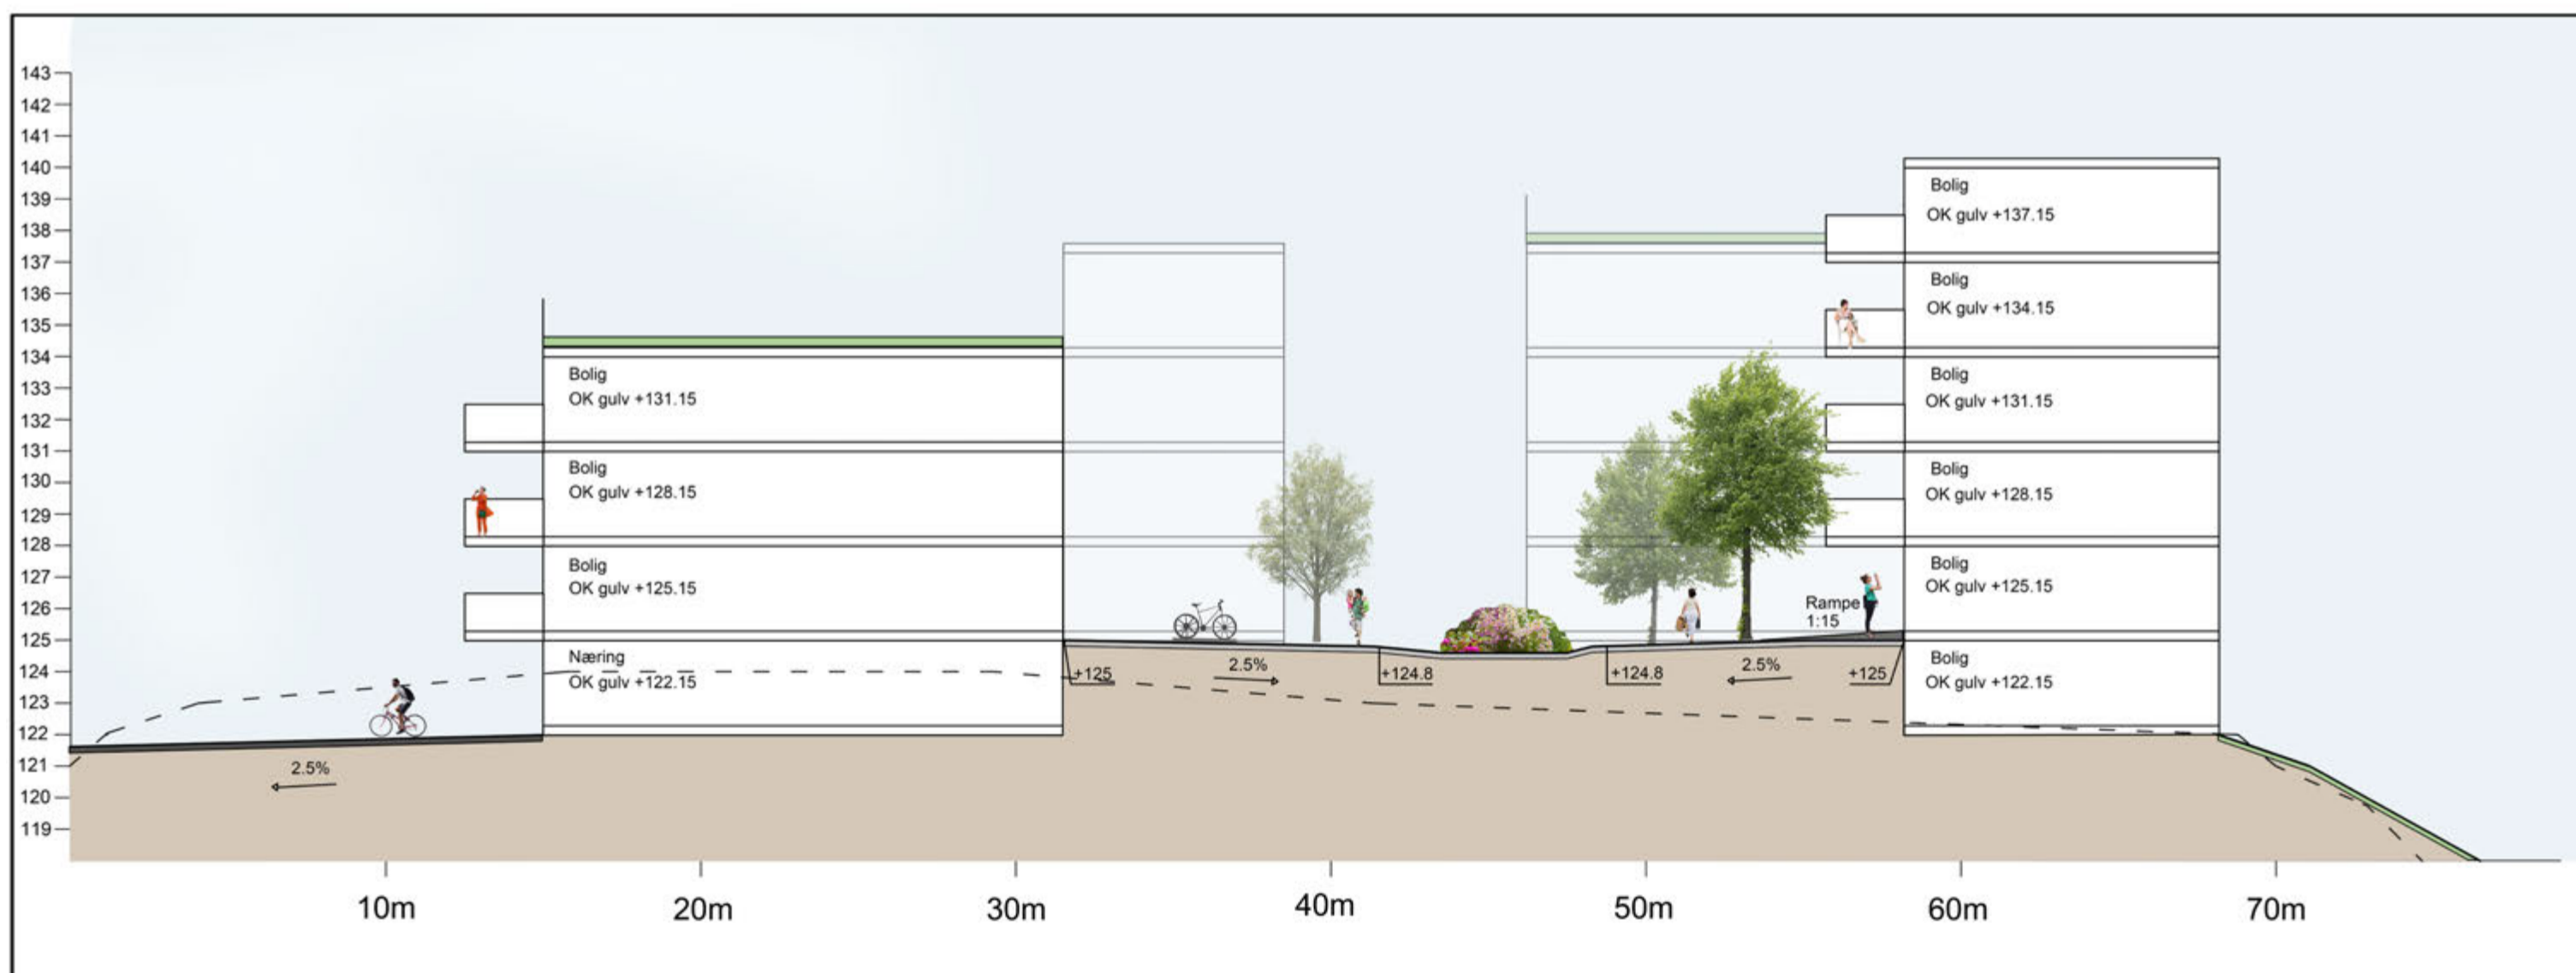 143
142
141
140
139
138
137
136
135
134
133
132
131
130
129
128
127
126
125
124
123
122
121
120
119
Bolig
OK gulv +131.15
Bolig
OK gulv +128.15
Bolig
OK gulv +125.15
Næring
OK gulv +122.15
2.5%
+125
2.5%
+124.8
+124.8
2.5%
+125
Rampe
1:15
Bolig
OK gulv +137.15
Bolig
OK gulv +134.15
Bolig
OK gulv +131.15
Bolig
OK gulv +128.15
Bolig
OK gulv +125.15
Bolig
OK gulv +122.15
10m
20m
30m
40m
50m
60m
70m